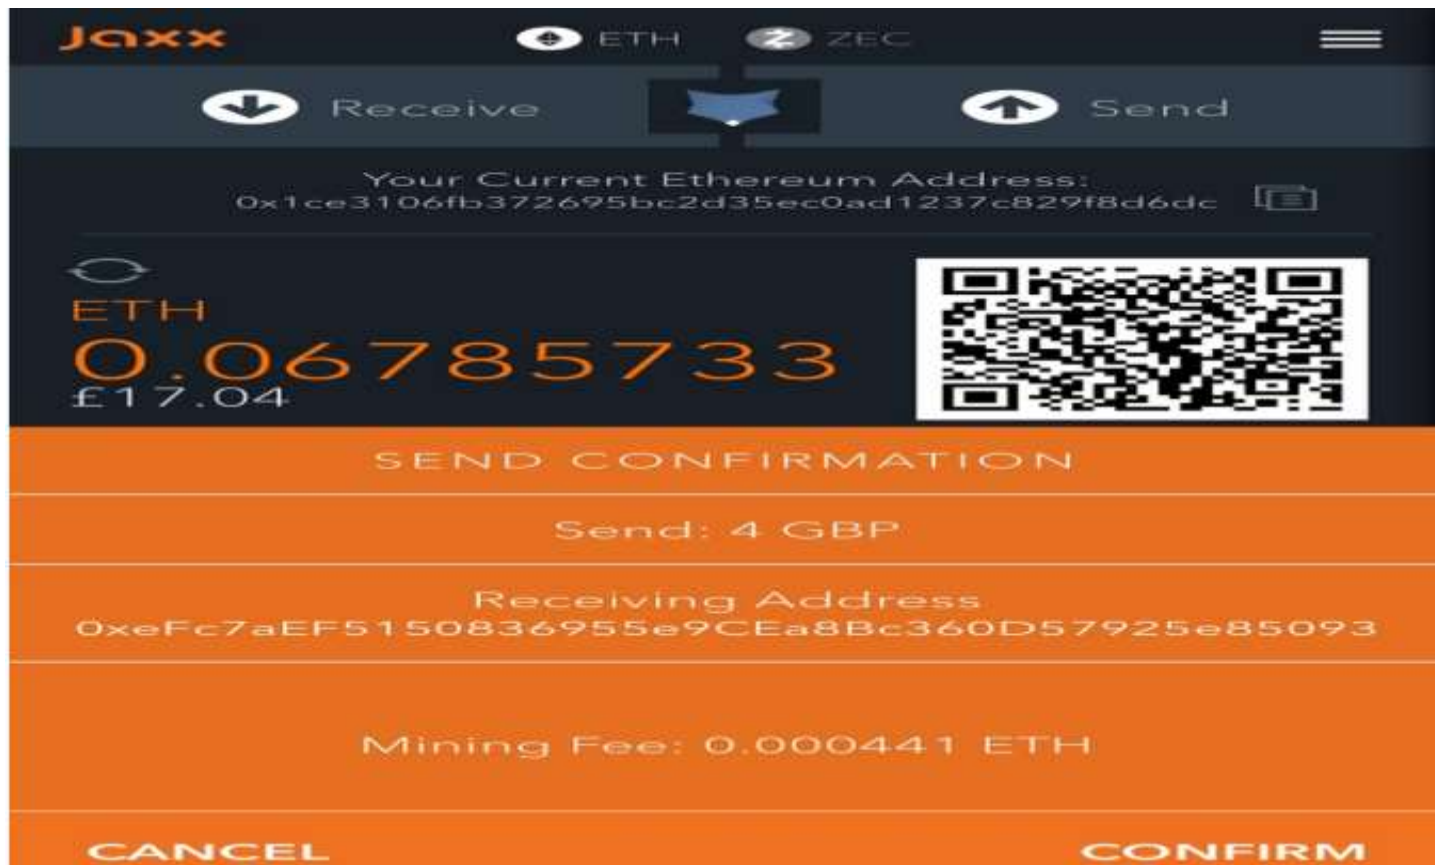 Jaxx
ETH
ZEC
Receive
Send
Your Current Ethereum Address:
0x1ce3106fb372695bc2d35ec0ad1237c829f8d6dc
ETH
0.06785733
£17.04
SEND CONFIRMATION
Send: 4 GBP
Receiving Address
0xeFc7aEF5150836955e9CEa8Bc360D57925e85093
Mining Fee: 0.000441 ETH
CANCEL
CONFIRM